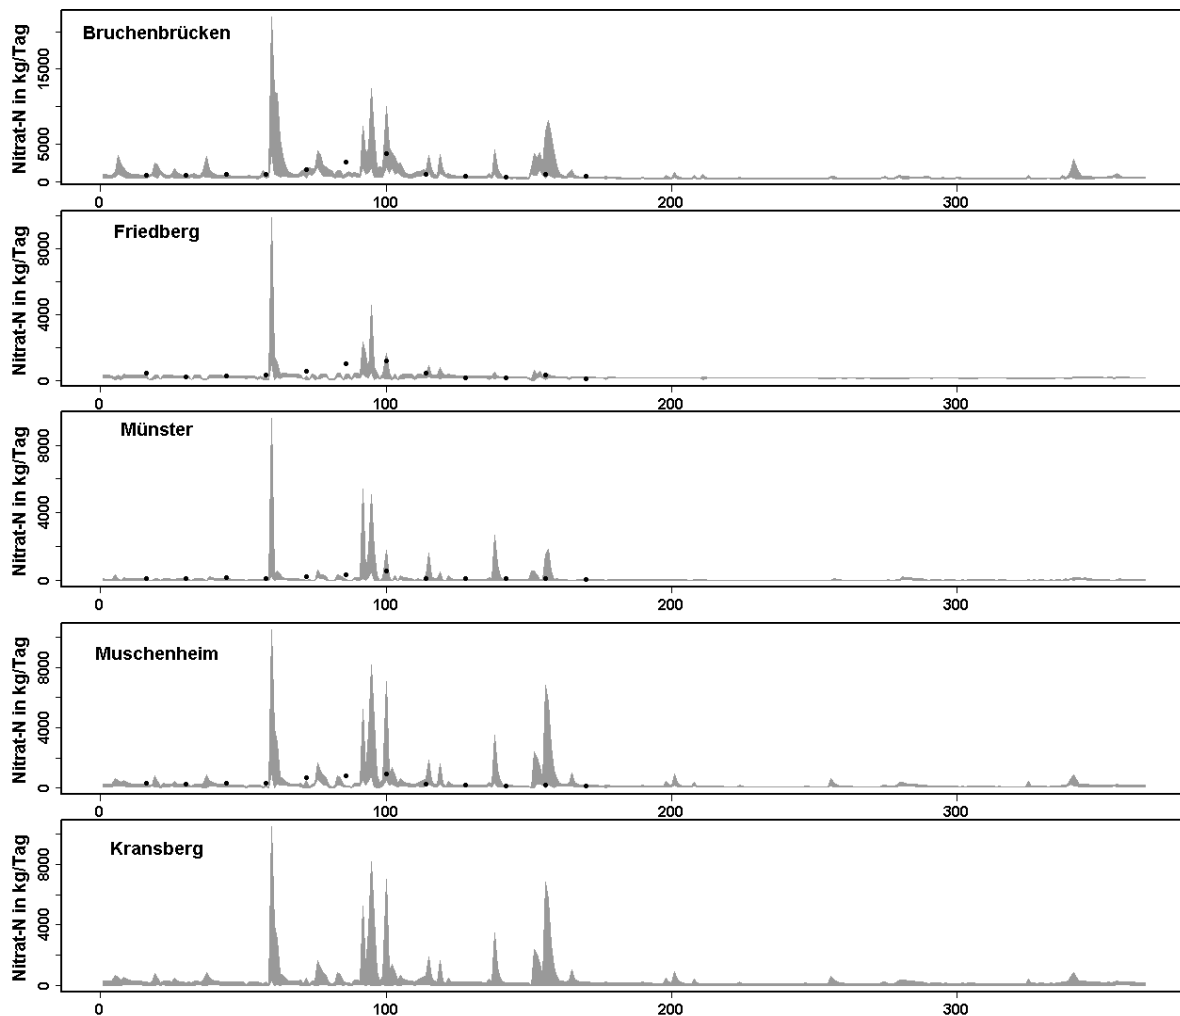 Bruchenbrücken
Nitrat-N in kg/Tag
0 5000 15000
0 100 200 300
Friedberg
Nitrat-N in kg/Tag
0 4000 8000
0 100 200 300
Münster
Nitrat-N in kg/Tag
0 4000 8000
0 100 200 300
Muschenheim
Nitrat-N in kg/Tag
0 4000 8000
0 100 200 300
Kransberg
Nitrat-N in kg/Tag
0 4000 8000
0 100 200 300